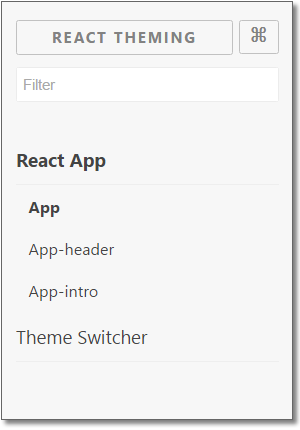 REACT THEMING ⌘
Filter
React App
App
App-header
App-intro
Theme Switcher